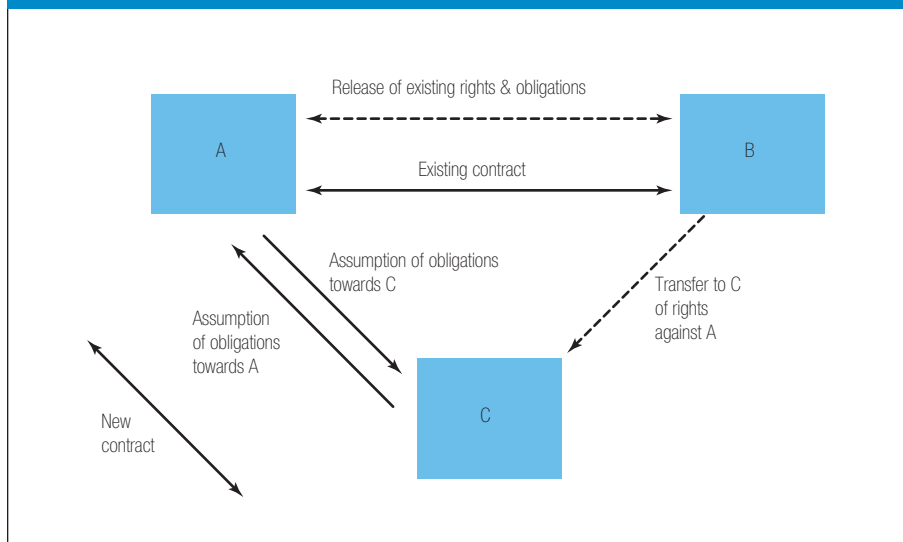 Release of existing rights & obligations
A
B
Existing contract
Assumption of obligations
towards C
Transfer to C
of rights
against A
Assumption
of obligations
towards A
C
New
contract